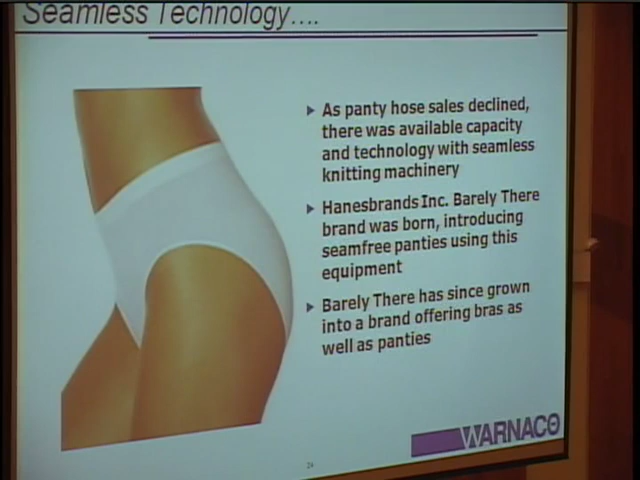 Seamless Technology....
As panty hose sales declined,
there was available capacity
and technology with seamless
knitting machinery
Hanesbrands Inc. Barely There
brand was born, introducing
seamfree panties using this
equipment
Barely There has since grown
into a brand offering bras as
well as panties
WARNACO
24